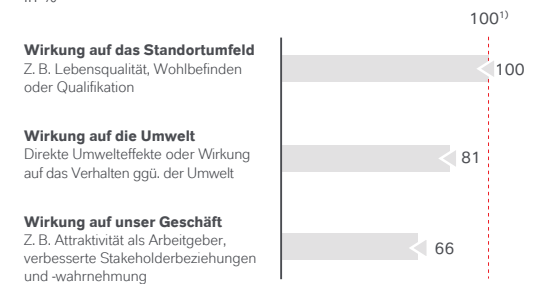 in %
100¹⁾
Wirkung auf das Standortumfeld
Z. B. Lebensqualität, Wohlbefinden
oder Qualifikation
100
Wirkung auf die Umwelt
Direkte Umwelteffekte oder Wirkung
auf das Verhalten ggü. der Umwelt
81
Wirkung auf unser Geschäft
Z. B. Attraktivität als Arbeitgeber,
verbesserte Stakeholderbeziehungen
und -wahrnehmung
66